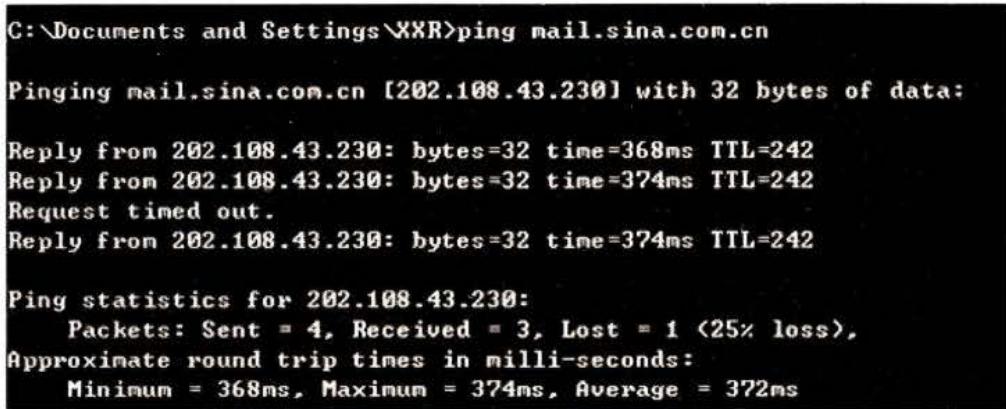 C:\Documents and Settings\XXR>ping mail.sina.com.cn
Pinging mail.sina.com.cn [202.108.43.230] with 32 bytes of data:
Reply from 202.108.43.230: bytes=32 time=368ms TTL=242
Reply from 202.108.43.230: bytes=32 time=374ms TTL=242
Request timed out.
Reply from 202.108.43.230: bytes=32 time=374ms TTL=242
Ping statistics for 202.108.43.230:
Packets: Sent = 4, Received = 3, Lost = 1 (25% loss),
Approximate round trip times in milli-seconds:
Minimum = 368ms, Maximum = 374ms, Average = 372ms